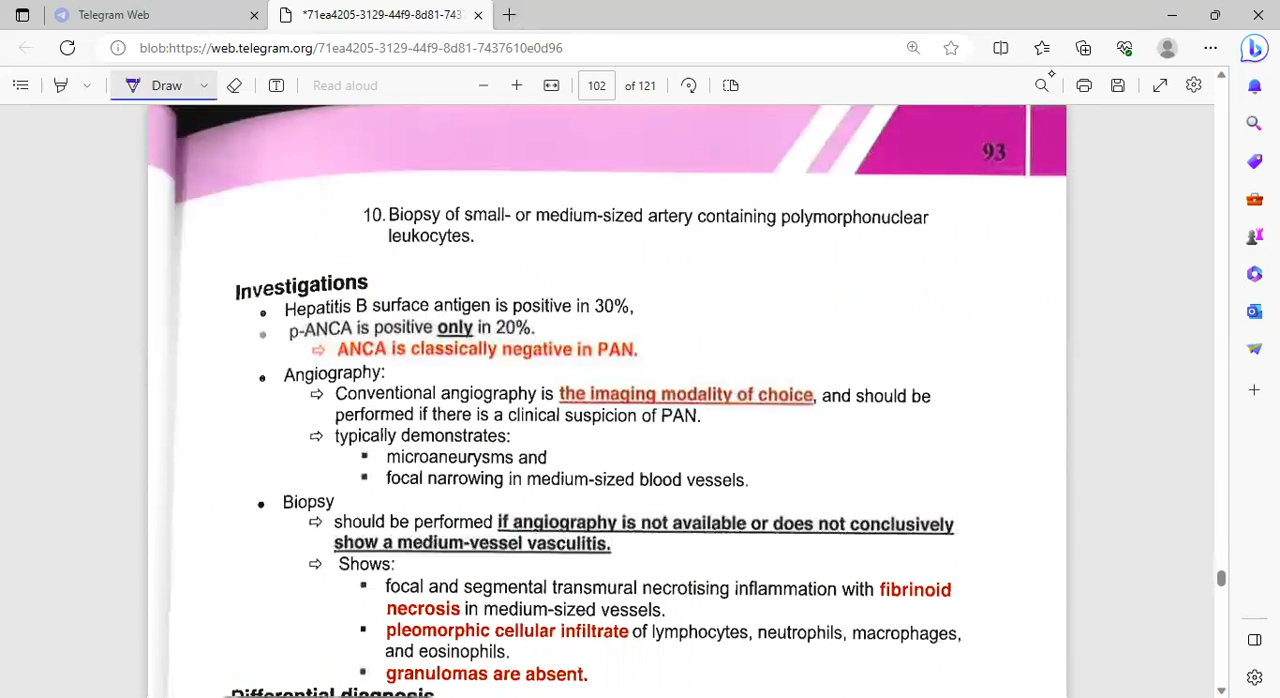 Telegram Web
*71ea4205-3129-44f9-8d81-743
blob:https://web.telegram.org/71ea4205-3129-44f9-8d81-7437610e0d96
Draw
Read aloud
102 of 121
93
10. Biopsy of small- or medium-sized artery containing polymorphonuclear
leukocytes.
Investigations
• Hepatitis B surface antigen is positive in 30%,
• p-ANCA is positive only in 20%.
⇨ ANCA is classically negative in PAN.
• Angiography:
⇨ Conventional angiography is the imaging modality of choice, and should be
performed if there is a clinical suspicion of PAN.
⇨ typically demonstrates:
▪ microaneurysms and
▪ focal narrowing in medium-sized blood vessels.
• Biopsy
⇨ should be performed if angiography is not available or does not conclusively
show a medium-vessel vasculitis.
⇨ Shows:
▪ focal and segmental transmural necrotising inflammation with fibrinoid
necrosis in medium-sized vessels.
▪ pleomorphic cellular infiltrate of lymphocytes, neutrophils, macrophages,
and eosinophils.
▪ granulomas are absent.
Differential diagnosis